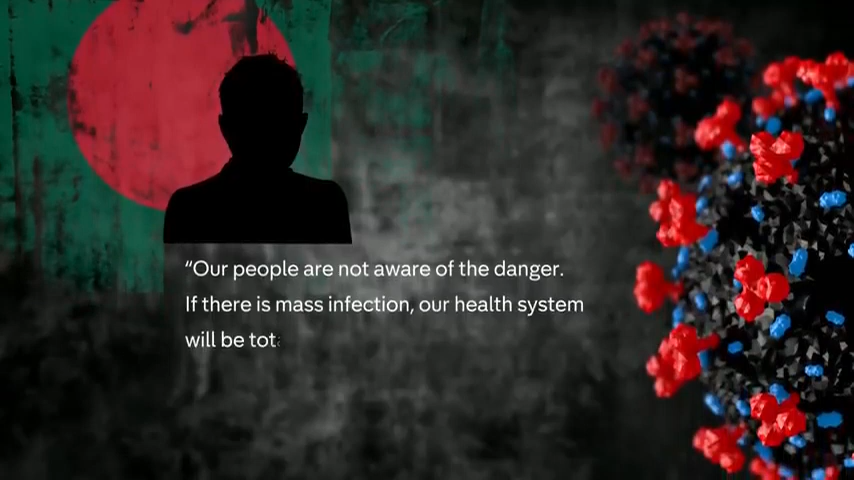 “Our people are not aware of the danger.
If there is mass infection, our health system
will be tot